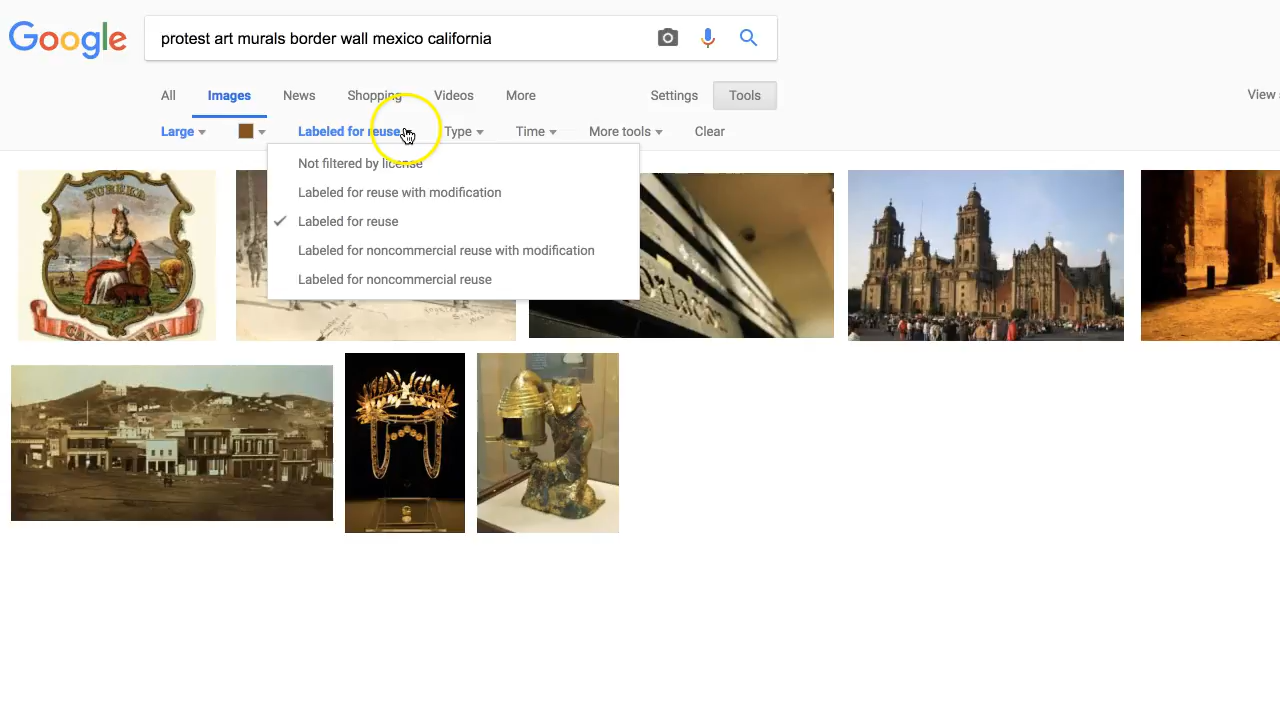 Google
protest art murals border wall mexico california
All Images News Shopping Videos More Settings Tools View
Large Labeled for reuse Type Time More tools Clear
Not filtered by license
Labeled for reuse with modification
Labeled for reuse
Labeled for noncommercial reuse with modification
Labeled for noncommercial reuse
EUREKA